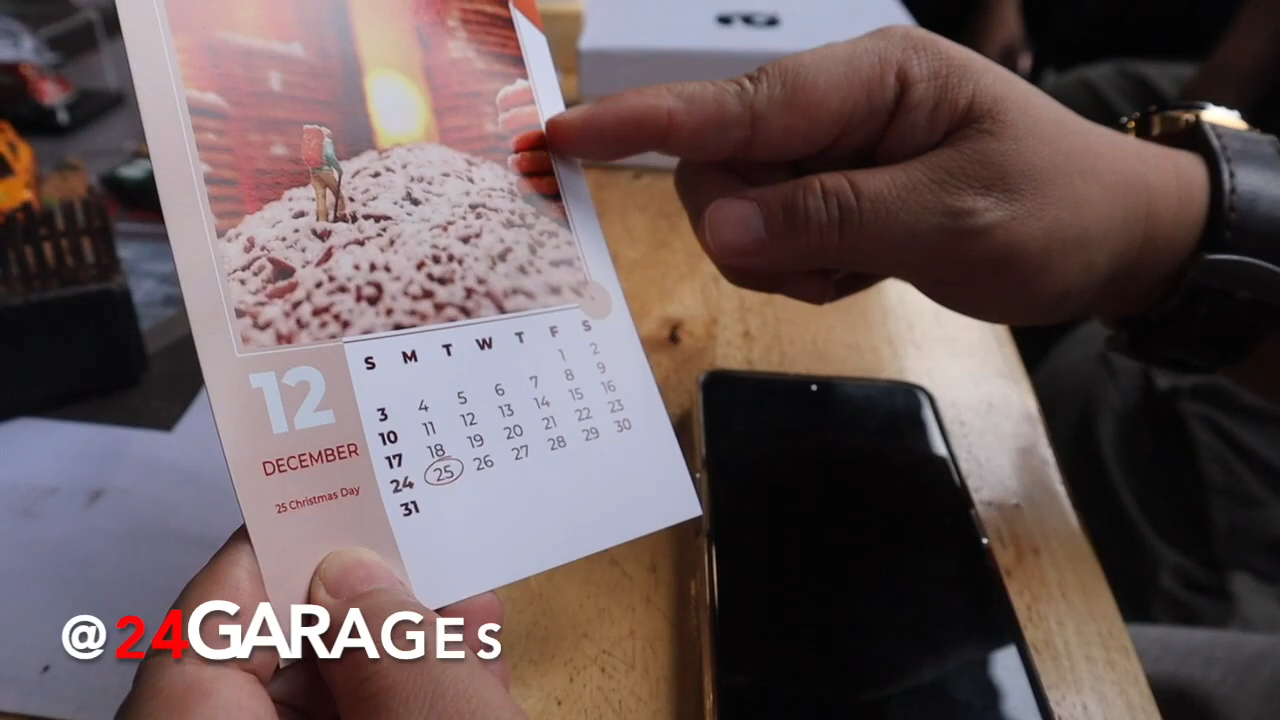 S M T W T F S
1 2
3 4 5 6 7 8 9
10 11 12 13 14 15 16
17 18 19 20 21 22 23
24 25 26 27 28 29 30
31
12
DECEMBER
25 Christmas Day
@24GARAGES